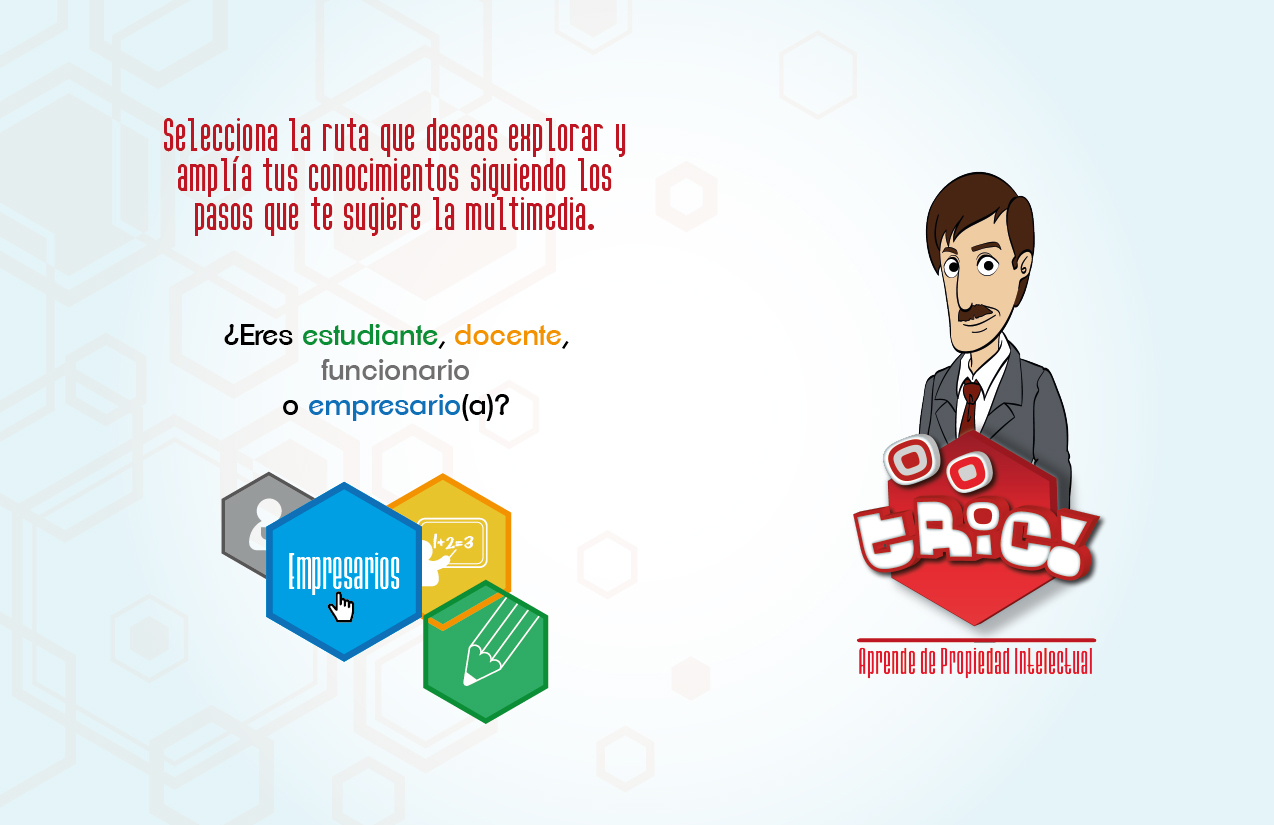 Selecciona la ruta que deseas explorar y
amplía tus conocimientos siguiendo los
pasos que te sugiere la multimedia.
¿Eres estudiante, docente,
funcionario
o empresario(a)?
1+2=3
Empresarios
tRiC!
Aprende de Propiedad Intelectual